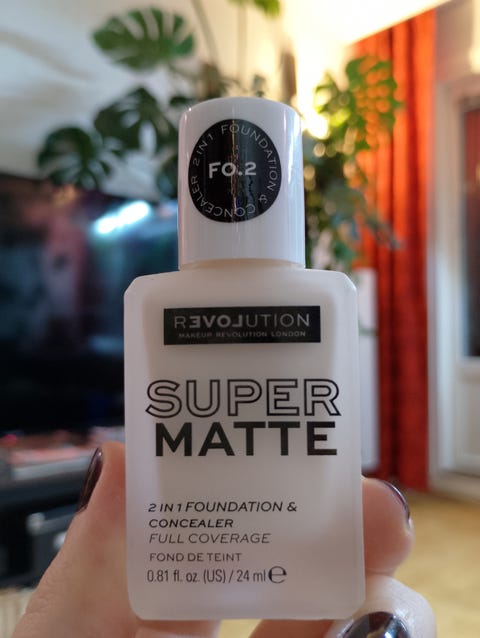 2 IN 1 FOUNDATION & CONCEALER
F0.2
REVOLUTION
MAKEUP REVOLUTION LONDON
SUPER
MATTE
2 IN 1 FOUNDATION &
CONCEALER
FULL COVERAGE
FOND DE TEINT
0.81 fl. oz. (US) / 24 ml ℮